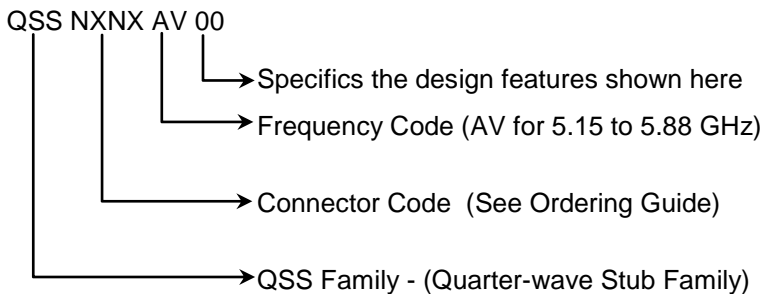 QSS NXNX AV 00
Specifics the design features shown here
Frequency Code (AV for 5.15 to 5.88 GHz)
Connector Code (See Ordering Guide)
QSS Family - (Quarter-wave Stub Family)